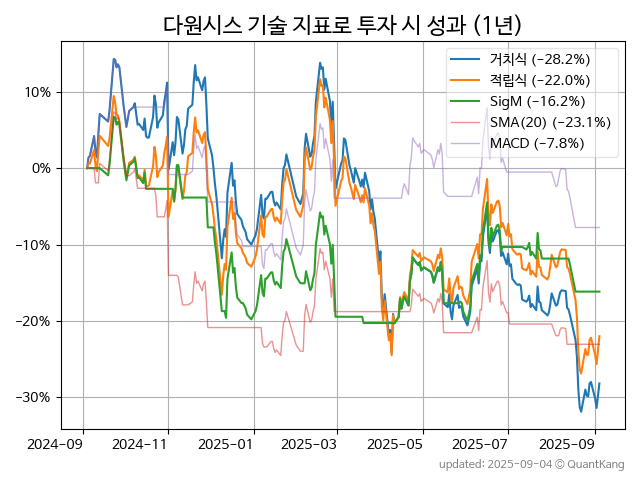 다원시스 기술 지표로 투자 시 성과 (1년)
거치식 (−28.2%)
적립식 (−22.0%)
SigM (−16.2%)
SMA(20) (−23.1%)
MACD (−7.8%)
10%
0%
−10%
−20%
−30%
2024-09 2024-11 2025-01 2025-03 2025-05 2025-07 2025-09
updated: 2025-09-04 © QuantKang